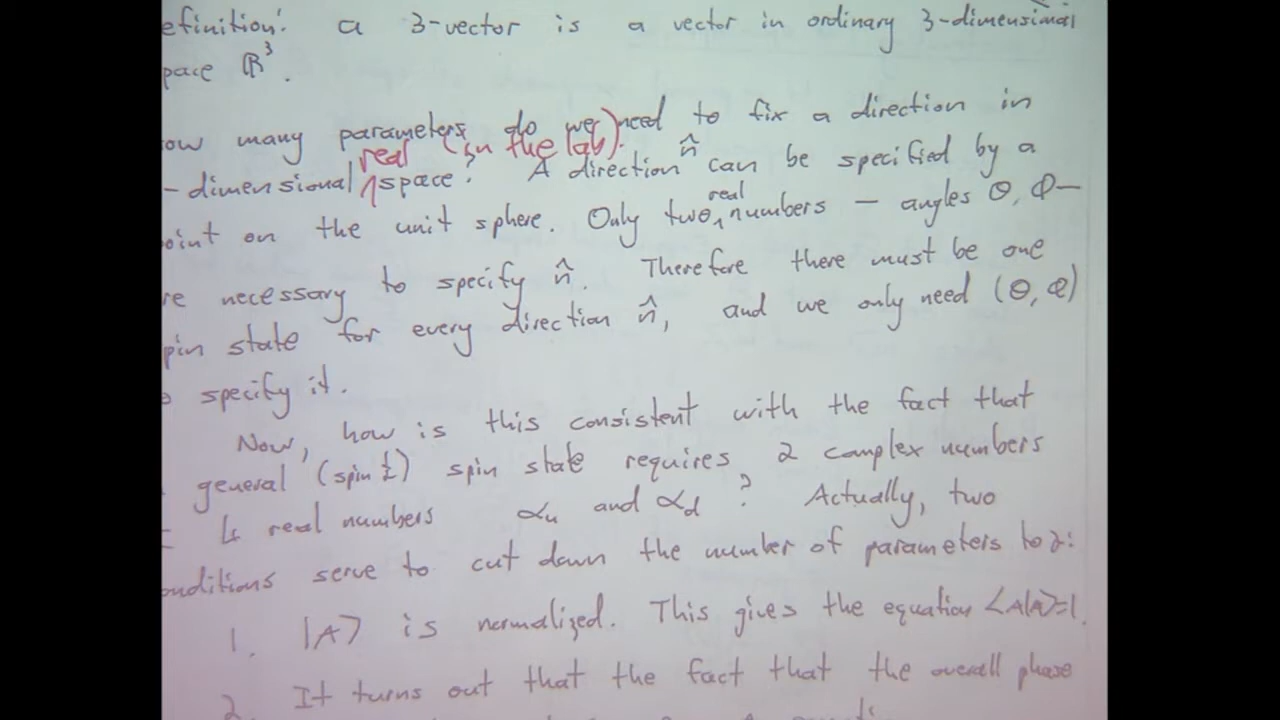 efinition: a 3-vector is a vector in ordinary 3-dimensional
pace ℝ³.
ow many parameters do we need to fix a direction in
real (in the lab).
-dimensional ∧ space? A direction n̂ can be specified by a
oint on the unit sphere. Only two ∧ real numbers — angles θ, Φ —
re necessary to specify n̂. Therefore there must be one
pin state for every direction n̂, and we only need (θ, Φ)
o specify it.
Now, how is this consistent with the fact that
general (spin ½) spin state requires 2 complex numbers
= 4 real numbers αu and αd? Actually, two
onditions serve to cut down the number of parameters to 2:
1. |A⟩ is normalized. This gives the equation ⟨A|A⟩=1.
2. It turns out that the fact that the overall phase